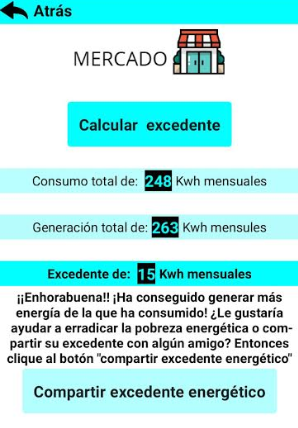 Atrás
MERCADO
Calcular excedente
Consumo total de: 248 Kwh mensuales
Generación total de: 263 Kwh mensules
Excedente de: 15 Kwh mensuales
¡¡Enhorabuena!! ¡Ha conseguido generar más
energía de la que ha consumido! ¿Le gustaría
ayudar a erradicar la pobreza energética o com-
partir su excedente con algún amigo? Entonces
clique al botón "compartir excedente energético"
Compartir excedente energético